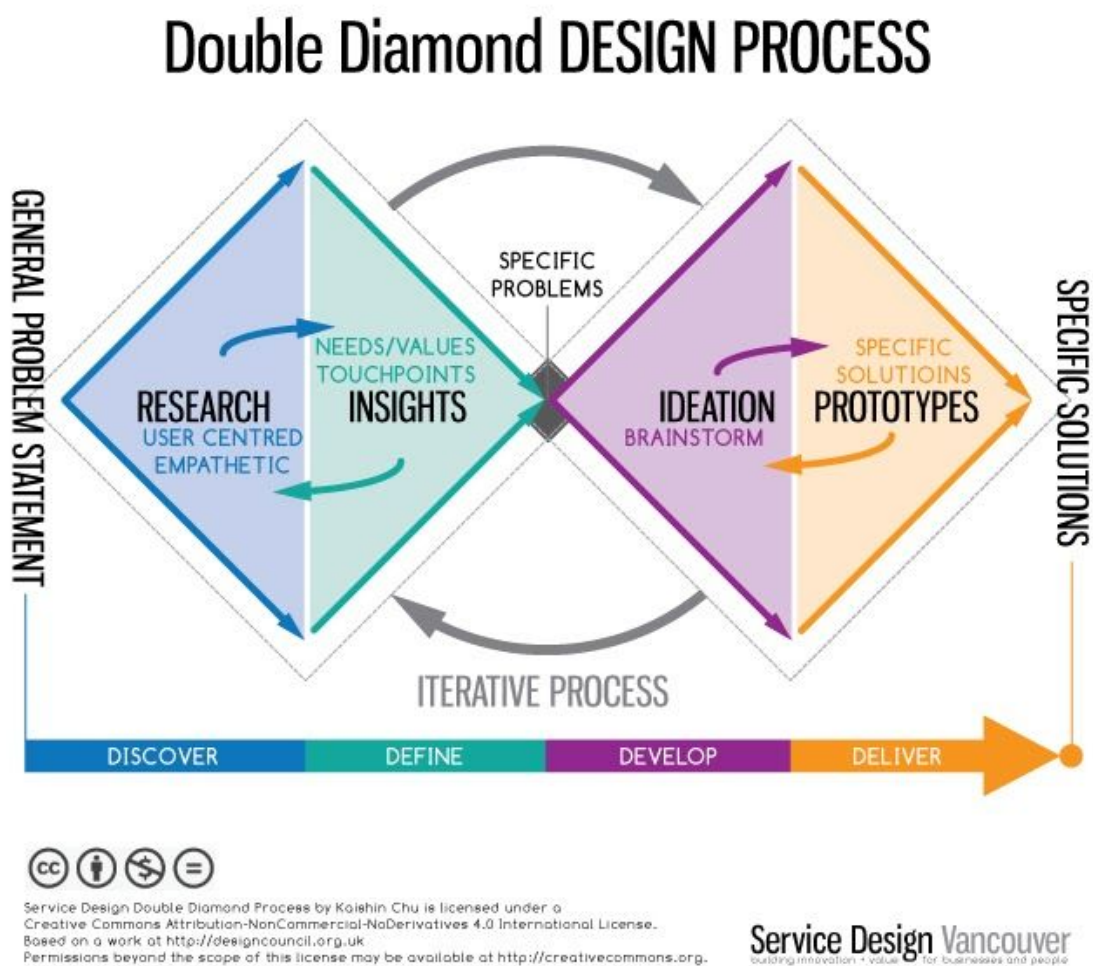 Double Diamond DESIGN PROCESS
GENERAL PROBLEM STATEMENT
SPECIFIC
PROBLEMS
SPECIFIC SOLUTIONS
NEEDS/VALUES
TOUCHPOINTS
RESEARCH
INSIGHTS
USER CENTRED
EMPATHETIC
SPECIFIC
SOLUTIOINS
IDEATION
PROTOTYPES
BRAINSTORM
ITERATIVE PROCESS
DISCOVER
DEFINE
DEVELOP
DELIVER
cc
Service Design Double Diamond Process by Kaishin Chu is licensed under a
Creative Commons Attribution-NonCommercial-NoDerivatives 4.0 International License.
Based on a work at http://designcouncil.org.uk
Permissions beyond the scope of this license may be available at http://creativecommons.org.
Service Design Vancouver
building innovation + value for businesses and people